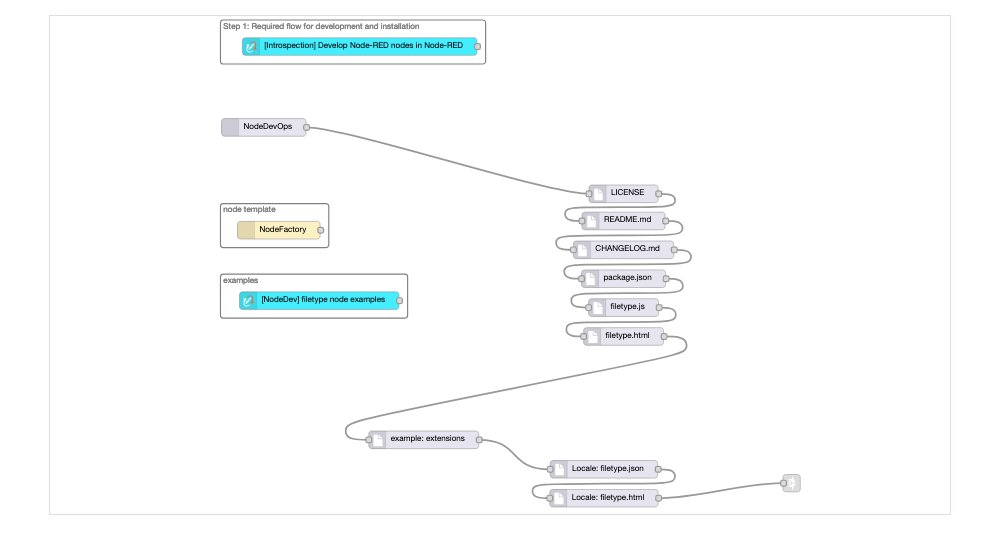 Step 1: Required flow for development and installation
[Introspection] Develop Node-RED nodes in Node-RED
NodeDevOps
LICENSE
node template
README.md
NodeFactory
CHANGELOG.md
examples
package.json
[NodeDev] filetype node examples
filetype.js
filetype.html
example: extensions
Locale: filetype.json
Locale: filetype.html